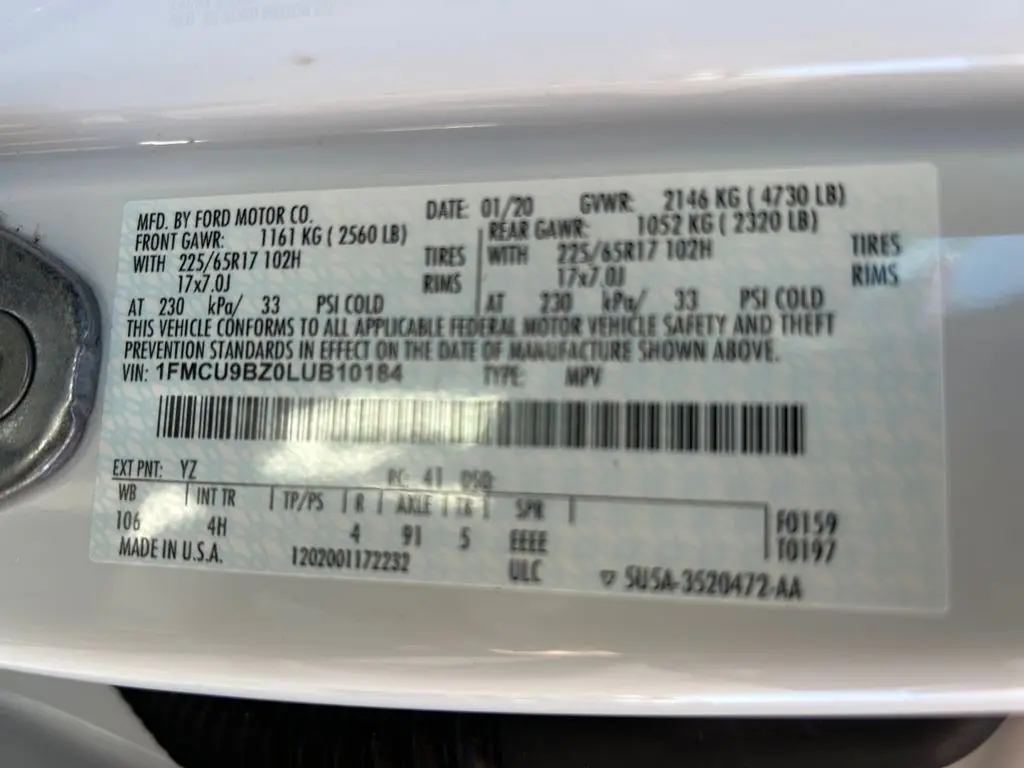 MFD. BY FORD MOTOR CO. DATE: 01/20 GVWR: 2146 KG ( 4730 LB)
FRONT GAWR: 1161 KG ( 2560 LB) REAR GAWR: 1052 KG ( 2320 LB)
WITH 225/65R17 102H TIRES WITH 225/65R17 102H TIRES
17x7.0J RIMS 17x7.0J RIMS
AT 230 kPa/ 33 PSI COLD AT 230 kPa/ 33 PSI COLD
THIS VEHICLE CONFORMS TO ALL APPLICABLE FEDERAL MOTOR VEHICLE SAFETY AND THEFT
PREVENTION STANDARDS IN EFFECT ON THE DATE OF MANUFACTURE SHOWN ABOVE.
VIN: 1FMCU9BZ0LUB10184 TYPE: MPV
EXT PNT: YZ RC: 41 DSO:
WB INT TR TP/PS R AXLE TR SPR
106 4H 4 91 5 EEEE F0159
T0197
MADE IN U.S.A. 1202001172232 ULC ▽ 5U5A-3520472-AA